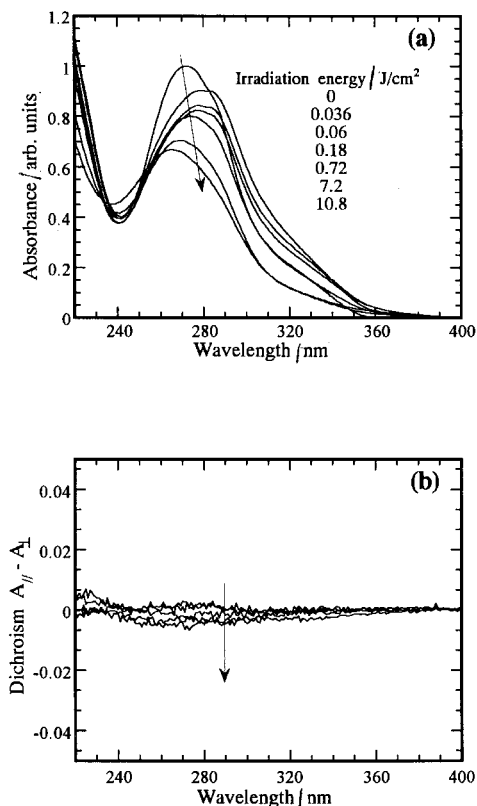 (a)
Irradiation energy / J/cm²
0
0.036
0.06
0.18
0.72
7.2
10.8
Absorbance / arb. units
1.2
1
0.8
0.6
0.4
0.2
0
240 280 320 360 400
Wavelength / nm
(b)
Dichroism A// - A⊥
0.04
0.02
0
-0.02
-0.04
240 280 320 360 400
Wavelength / nm